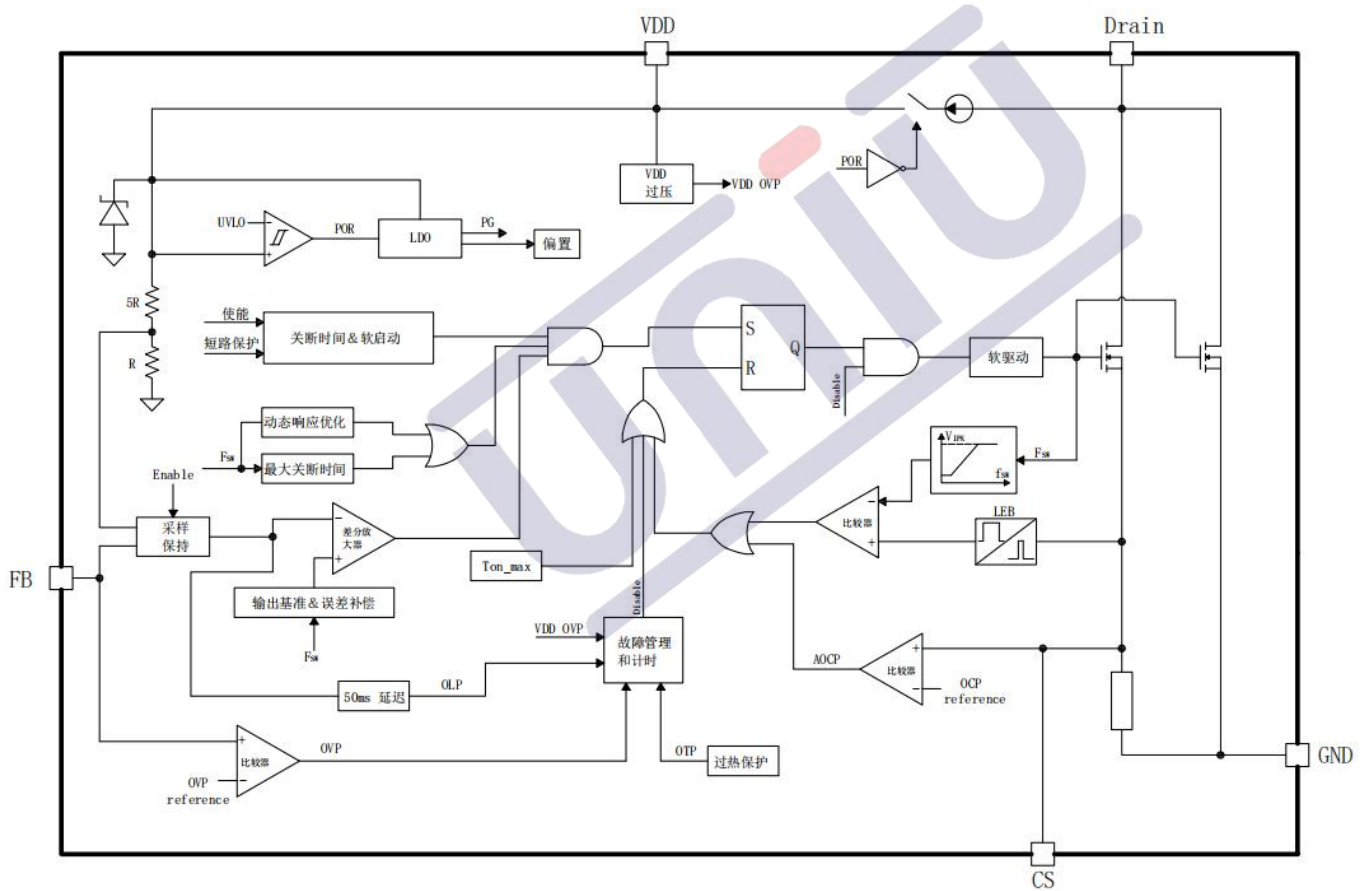 VDD
Drain
POR
VDD
过压
VDD OVP
UVLO
-
+
POR
LDO
PG
偏置
5R
R
使能
短路保护
关断时间&软启动
S
R
Q
Disable
软驱动
动态响应优化
Fsw
最大关断时间
Enable
采样
保持
-
差分放
大器
+
VIPK
fsw
Fsw
LEB
-
比较器
+
FB
Ton_max
输出基准&误差补偿
Fsw
Disable
VDD OVP
故障管理
和计时
AOCP
+
比较器
-
OCP
reference
50ms 延迟
OLP
+
比较器
-
OVP
OVP
reference
OTP
过热保护
GND
CS
uniu